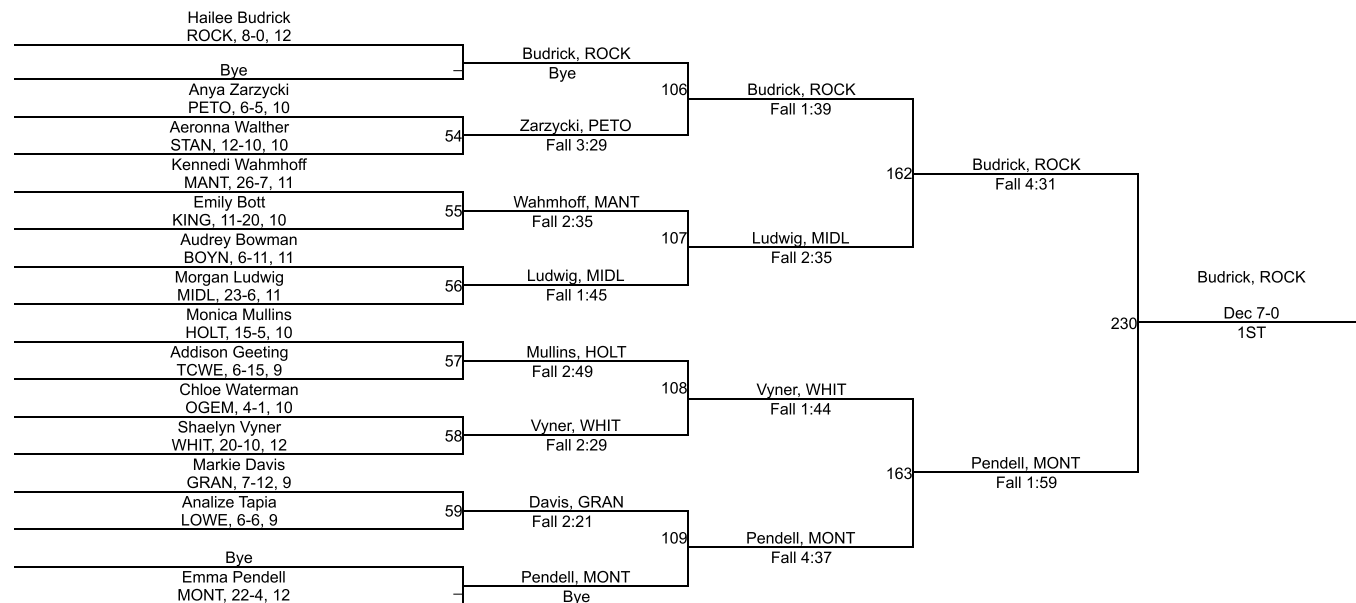 Hailee Budrick
ROCK, 8-0, 12
Bye
Anya Zarzycki
PETO, 6-5, 10
Aeronna Walther
STAN, 12-10, 10
Kennedi Wahmhoff
MANT, 26-7, 11
Emily Bott
KING, 11-20, 10
Audrey Bowman
BOYN, 6-11, 11
Morgan Ludwig
MIDL, 23-6, 11
Monica Mullins
HOLT, 15-5, 10
Addison Geeting
TCWE, 6-15, 9
Chloe Waterman
OGEM, 4-1, 10
Shaelyn Vyner
WHIT, 20-10, 12
Markie Davis
GRAN, 7-12, 9
Analize Tapia
LOWE, 6-6, 9
Bye
Emma Pendell
MONT, 22-4, 12
–
54
55
56
57
58
59
–
Budrick, ROCK
Bye
Zarzycki, PETO
Fall 3:29
Wahmhoff, MANT
Fall 2:35
Ludwig, MIDL
Fall 1:45
Mullins, HOLT
Fall 2:49
Vyner, WHIT
Fall 2:29
Davis, GRAN
Fall 2:21
Pendell, MONT
Bye
106
107
108
109
Budrick, ROCK
Fall 1:39
Ludwig, MIDL
Fall 2:35
Vyner, WHIT
Fall 1:44
Pendell, MONT
Fall 4:37
162
163
Budrick, ROCK
Fall 4:31
Pendell, MONT
Fall 1:59
230
Budrick, ROCK
Dec 7-0
1ST